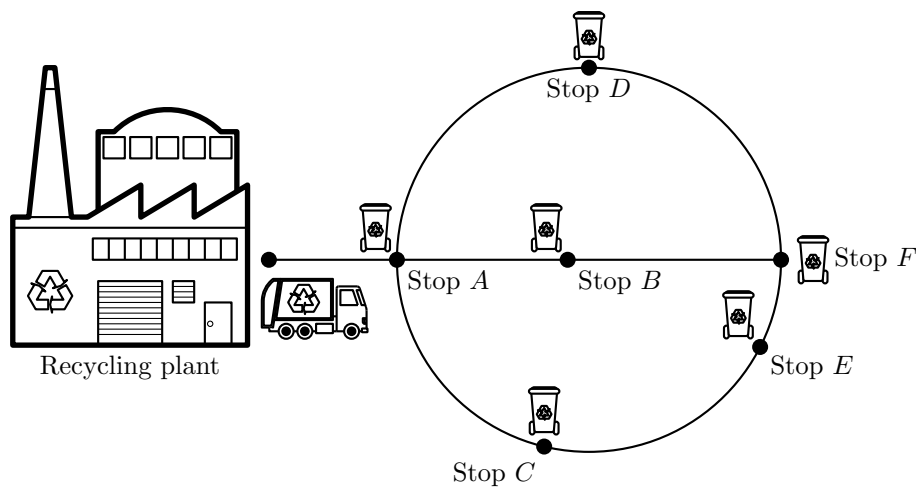 Stop D
Stop F
Stop A
Stop B
Recycling plant
Stop E
Stop C